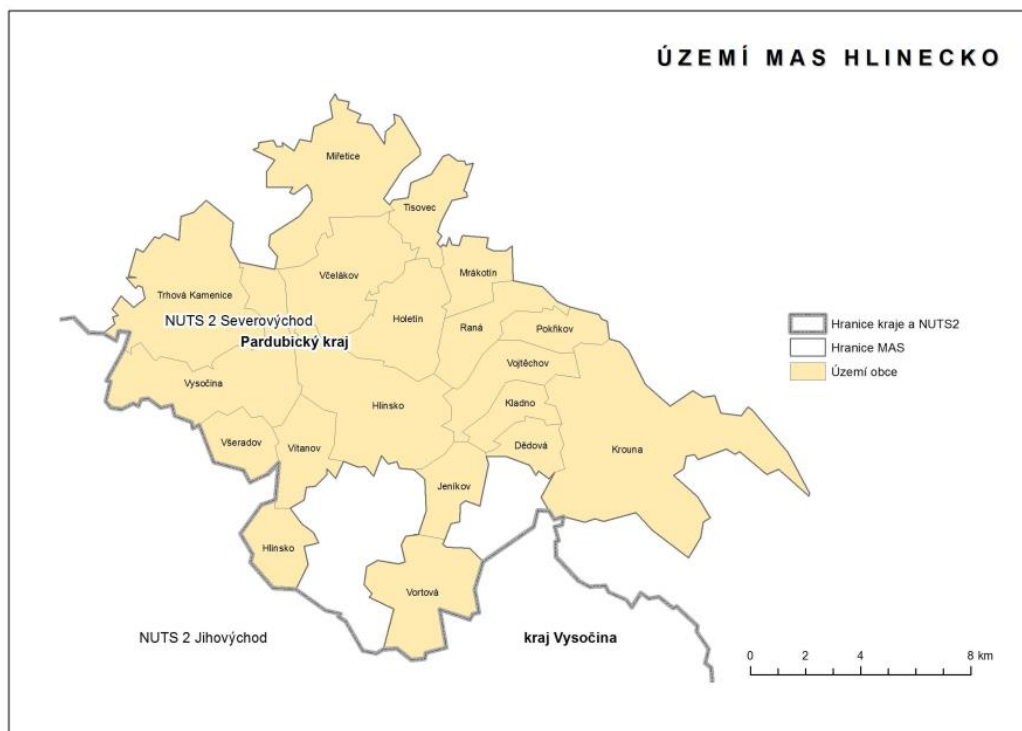 ÚZEMÍ MAS HLINECKO
Miřetice
Tisovec
Včelákov
Mrákotín
Trhová Kamenice
NUTS 2 Severovýchod
Holetín
Raná
Pokřikov
Pardubický kraj
Vojtěchov
Vysočina
Hlinsko
Kladno
Všeradov
Vítanov
Dědová
Krouna
Jeníkov
Hlinsko
Vortová
NUTS 2 Jihovýchod
kraj Vysočina
Hranice kraje a NUTS2
Hranice MAS
Území obce
0 2 4 8 km